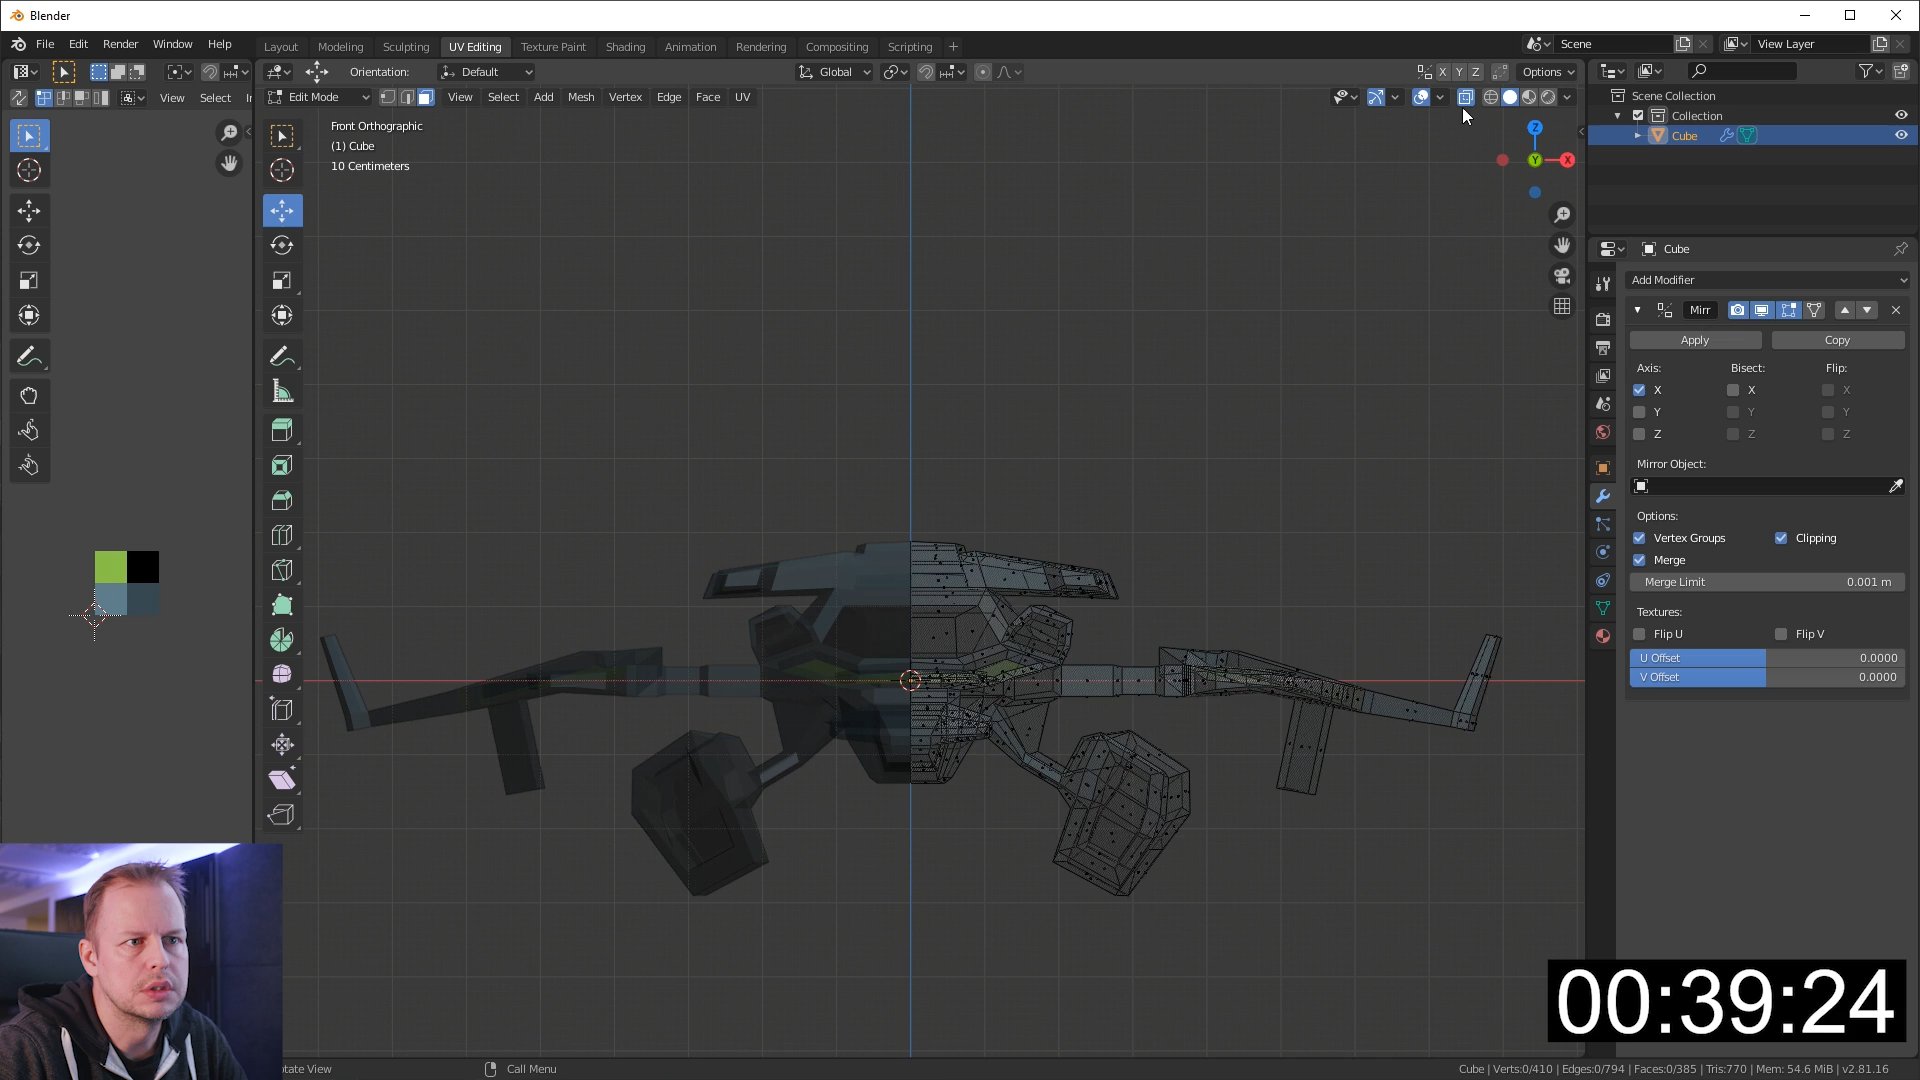 Blender
File Edit Render Window Help
Layout Modeling Sculpting UV Editing Texture Paint Shading Animation Rendering Compositing Scripting +
Scene
View Layer
Orientation: Default
Global
X Y Z
Options
View Select
Edit Mode
View Select Add Mesh Vertex Edge Face UV
Front Orthographic
(1) Cube
10 Centimeters
Z
Y
X
Scene Collection
Collection
Cube
Cube
Add Modifier
Mirr
Apply Copy
Axis: Bisect: Flip:
X X X
Y Y Y
Z Z Z
Mirror Object:
Options:
Vertex Groups Clipping
Merge
Merge Limit 0.001 m
Textures:
Flip U Flip V
U Offset 0.0000
V Offset 0.0000
00:39:24
tate View
Call Menu
Cube | Verts:0/410 | Edges:0/794 | Faces:0/385 | Tris:770 | Mem: 54.6 MiB | v2.81.16